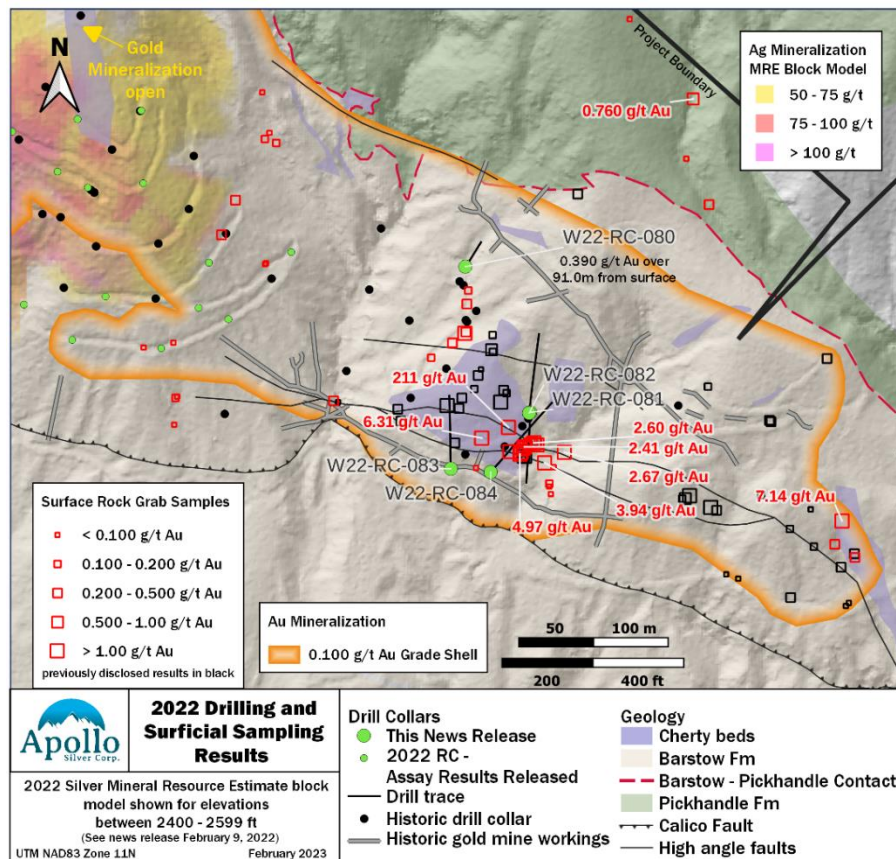 N
Gold
Mineralization
open
Project Boundary
Ag Mineralization
MRE Block Model
50 - 75 g/t
75 - 100 g/t
> 100 g/t
0.760 g/t Au
W22-RC-080
0.390 g/t Au over
91.0m from surface
211 g/t Au
W22-RC-082
W22-RC-081
6.31 g/t Au
2.60 g/t Au
2.41 g/t Au
W22-RC-083
2.67 g/t Au
W22-RC-084
7.14 g/t Au
3.94 g/t Au
4.97 g/t Au
Surface Rock Grab Samples
< 0.100 g/t Au
0.100 - 0.200 g/t Au
0.200 - 0.500 g/t Au
0.500 - 1.00 g/t Au
> 1.00 g/t Au
previously disclosed results in black
Au Mineralization
0.100 g/t Au Grade Shell
50 100 m
200 400 ft
Apollo
Silver Corp.
2022 Drilling and
Surficial Sampling
Results
2022 Silver Mineral Resource Estimate block
model shown for elevations
between 2400 - 2599 ft
(See news release February 9, 2022)
UTM NAD83 Zone 11N February 2023
Drill Collars
This News Release
2022 RC -
Assay Results Released
Drill trace
Historic drill collar
Historic gold mine workings
Geology
Cherty beds
Barstow Fm
Barstow - Pickhandle Contact
Pickhandle Fm
Calico Fault
High angle faults